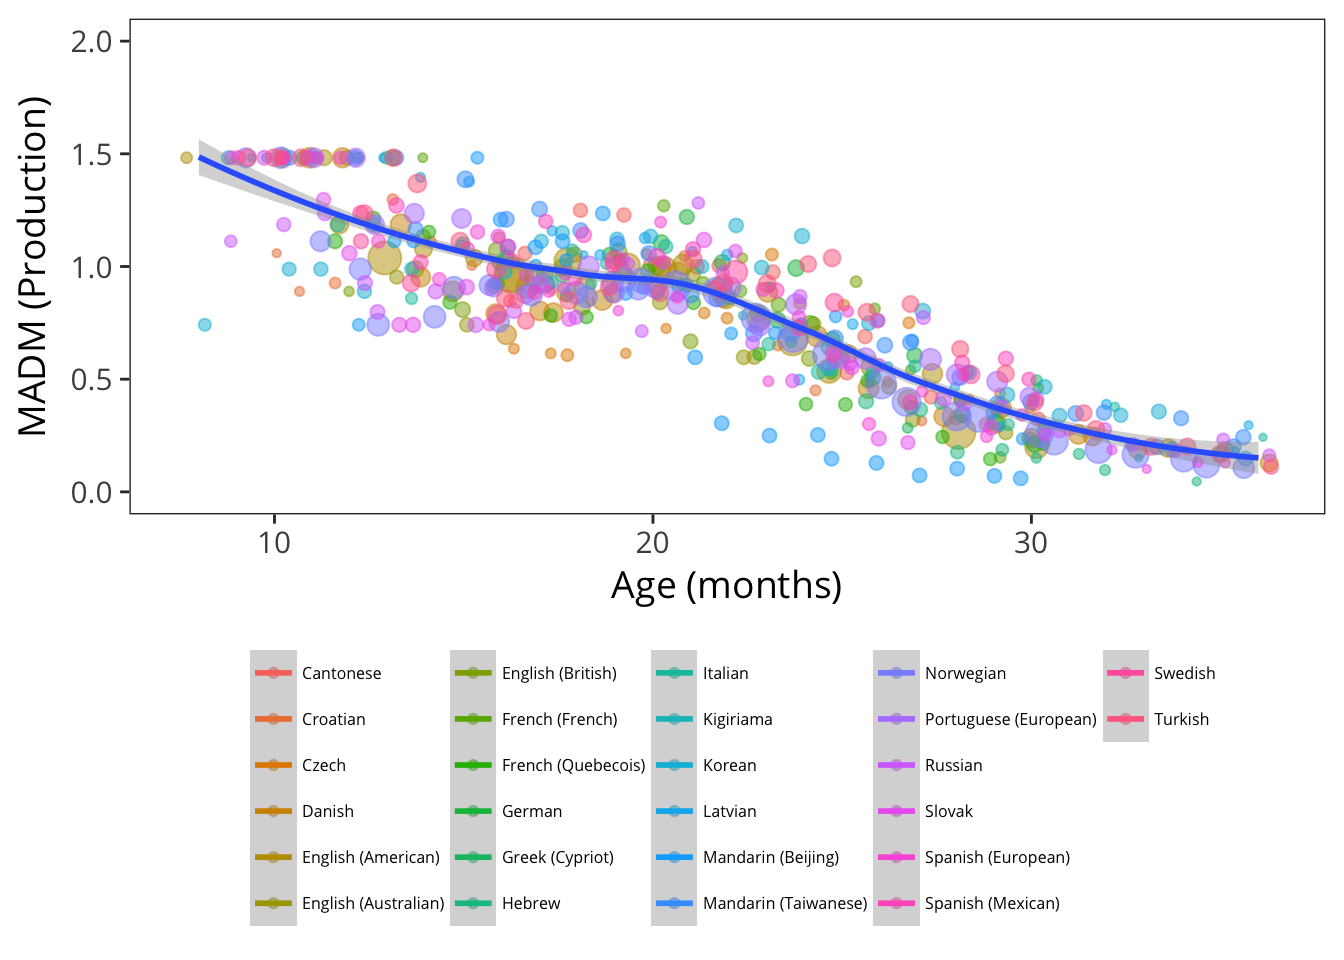 2.0
1.5
1.0
0.5
0.0
MADM (Production)
10 20 30
Age (months)
Cantonese English (British) Italian Norwegian Swedish
Croatian French (French) Kigiriama Portuguese (European) Turkish
Czech French (Quebecois) Korean Russian
Danish German Latvian Slovak
English (American) Greek (Cypriot) Mandarin (Beijing) Spanish (European)
English (Australian) Hebrew Mandarin (Taiwanese) Spanish (Mexican)